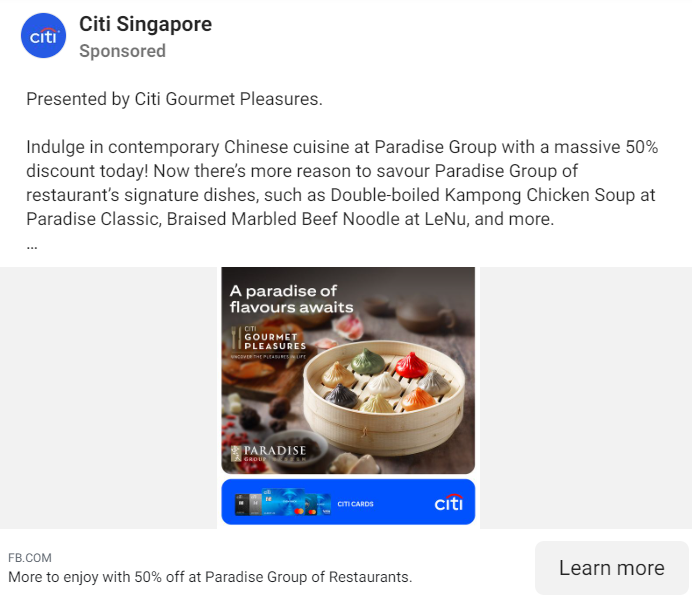 citi
Citi Singapore
Sponsored
Presented by Citi Gourmet Pleasures.
Indulge in contemporary Chinese cuisine at Paradise Group with a massive 50%
discount today! Now there’s more reason to savour Paradise Group of
restaurant’s signature dishes, such as Double-boiled Kampong Chicken Soup at
Paradise Classic, Braised Marbled Beef Noodle at LeNu, and more.
...
A paradise of
flavours awaits
CITI
GOURMET
PLEASURES
UNCOVER THE PLEASURES IN LIFE
PARADISE
GROUP
CITI CARDS
citi
FB.COM
More to enjoy with 50% off at Paradise Group of Restaurants.
Learn more